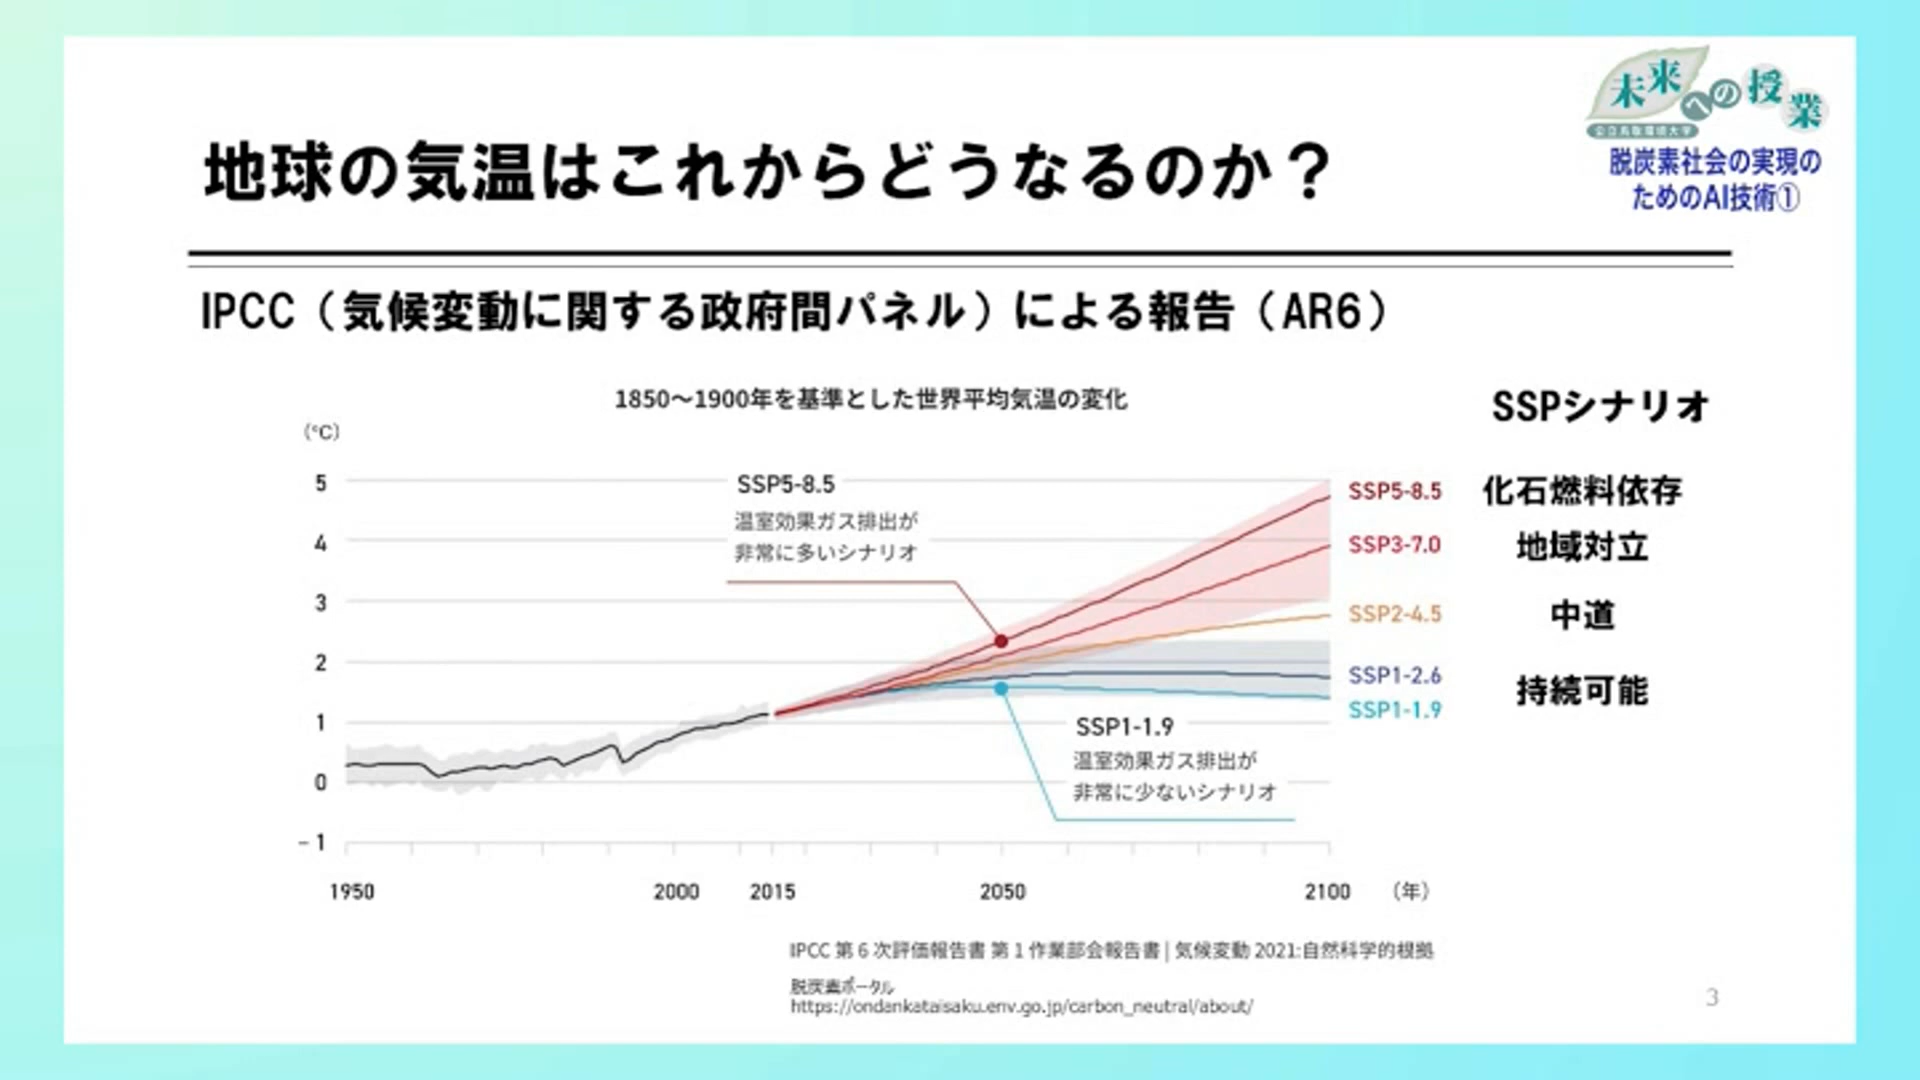 未来への授業
公立鳥取環境大学
脱炭素社会の実現の
ためのAI技術①
地球の気温はこれからどうなるのか？
IPCC（気候変動に関する政府間パネル）による報告（AR6）
1850～1900年を基準とした世界平均気温の変化
SSPシナリオ
(℃)
5
4
3
2
1
0
−1
SSP5-8.5
温室効果ガス排出が
非常に多いシナリオ
SSP5-8.5 化石燃料依存
SSP3-7.0 地域対立
SSP2-4.5 中道
SSP1-2.6 持続可能
SSP1-1.9
SSP1-1.9
温室効果ガス排出が
非常に少ないシナリオ
1950 2000 2015 2050 2100 (年)
IPCC 第6次評価報告書 第1作業部会報告書 | 気候変動 2021:自然科学的根拠
脱炭素ポータル
https://ondankataisaku.env.go.jp/carbon_neutral/about/
3